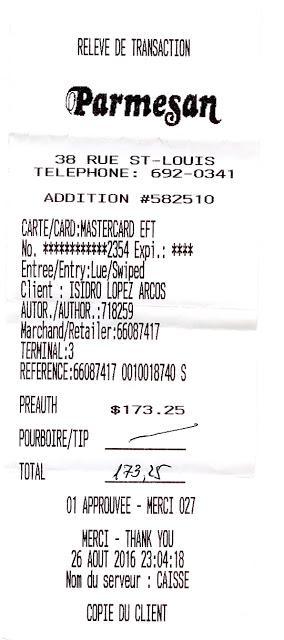 RELEVE DE TRANSACTION
Parmesan
38 RUE ST-LOUIS
TELEPHONE: 692-0341
ADDITION #582510
CARTE/CARD:MASTERCARD EFT
No. ************2354 Expi.: ****
Entree/Entry:Lue/Swiped
Client : ISIDRO LOPEZ ARCOS
AUTOR./AUTHOR.:718259
Marchand/Retailer:66087417
TERMINAL:3
REFERENCE:66087417 0010018740 S
PREAUTH $173.25
POURBOIRE/TIP
TOTAL 173,25
01 APPROUVEE - MERCI 027
MERCI - THANK YOU
26 AOUT 2016 23:04:18
Nom du serveur : CAISSE
COPIE DU CLIENT